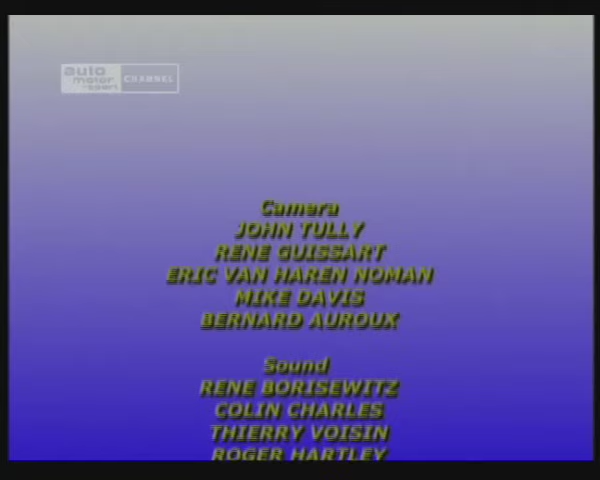 auto
motor
sport
CHANNEL
Camera
JOHN TULLY
RENE GUISSART
ERIC VAN HAREN NOMAN
MIKE DAVIS
BERNARD AUROUX
Sound
RENE BORISEWITZ
COLIN CHARLES
THIERRY VOISIN
ROGER HARTLEY